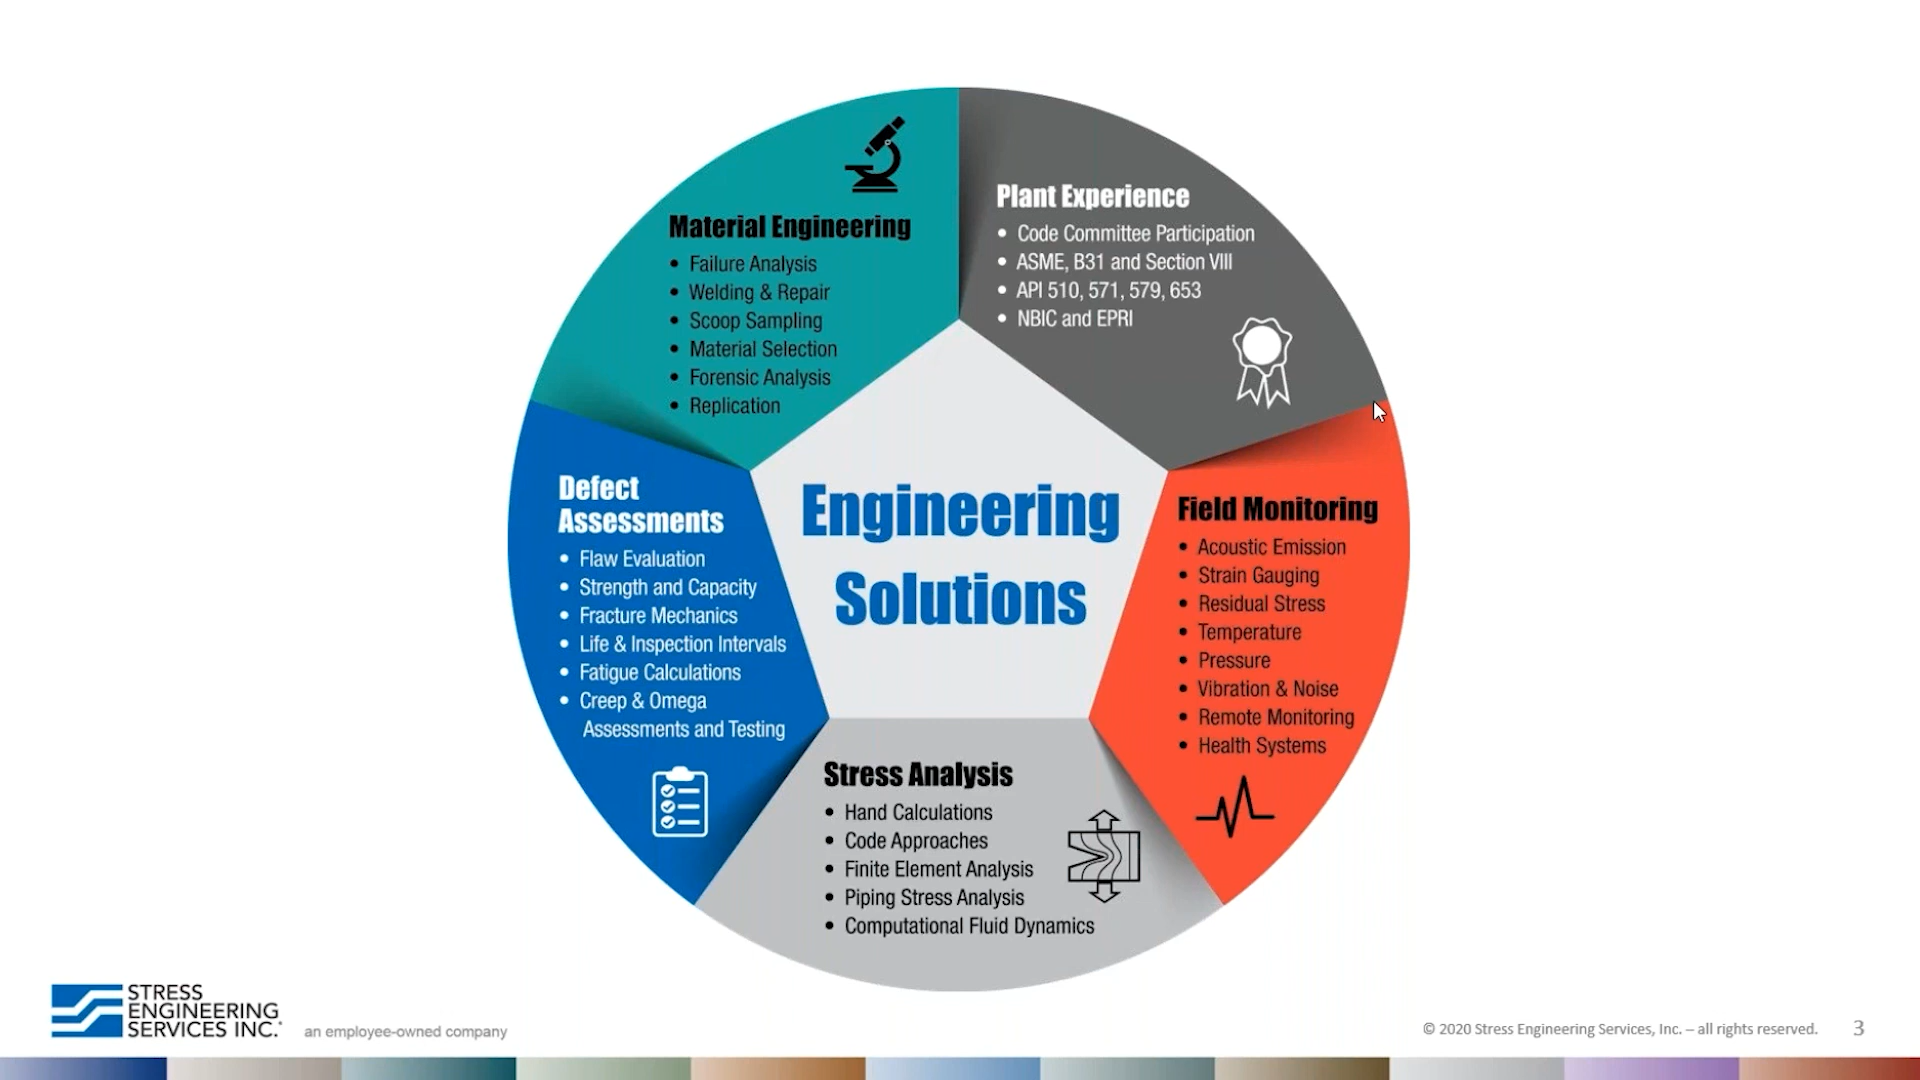 Material Engineering
• Failure Analysis
• Welding & Repair
• Scoop Sampling
• Material Selection
• Forensic Analysis
• Replication
Plant Experience
• Code Committee Participation
• ASME, B31 and Section VIII
• API 510, 571, 579, 653
• NBIC and EPRI
Defect
Assessments
• Flaw Evaluation
• Strength and Capacity
• Fracture Mechanics
• Life & Inspection Intervals
• Fatigue Calculations
• Creep & Omega
Assessments and Testing
Engineering
Solutions
Field Monitoring
• Acoustic Emission
• Strain Gauging
• Residual Stress
• Temperature
• Pressure
• Vibration & Noise
• Remote Monitoring
• Health Systems
Stress Analysis
• Hand Calculations
• Code Approaches
• Finite Element Analysis
• Piping Stress Analysis
• Computational Fluid Dynamics
STRESS
ENGINEERING
SERVICES INC.
an employee-owned company
© 2020 Stress Engineering Services, Inc. – all rights reserved.
3